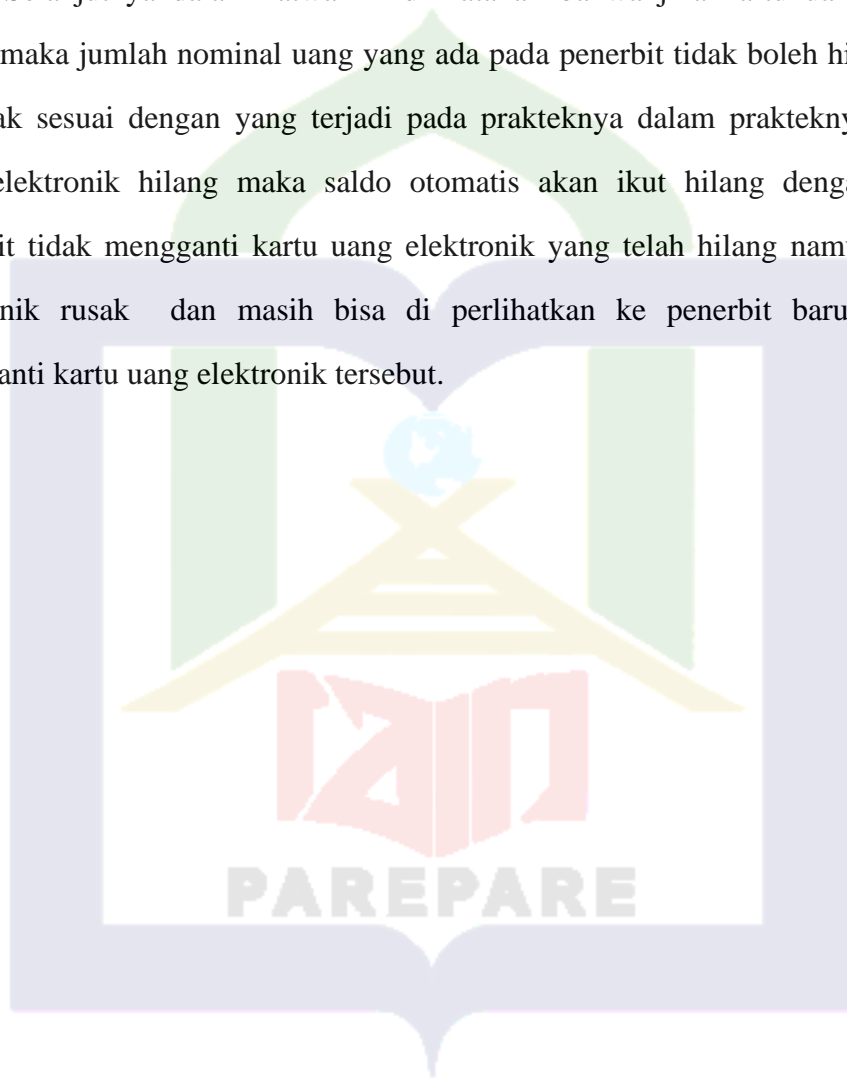 maka jumlah nominal uang yang ada pada penerbit tidak boleh hi
ak sesuai dengan yang terjadi pada prakteknya dalam praktekny
elektronik hilang maka saldo otomatis akan ikut hilang denga
it tidak mengganti kartu uang elektronik yang telah hilang namu
nik rusak dan masih bisa di perlihatkan ke penerbit baru
anti kartu uang elektronik tersebut.
IAIN
PAREPARE